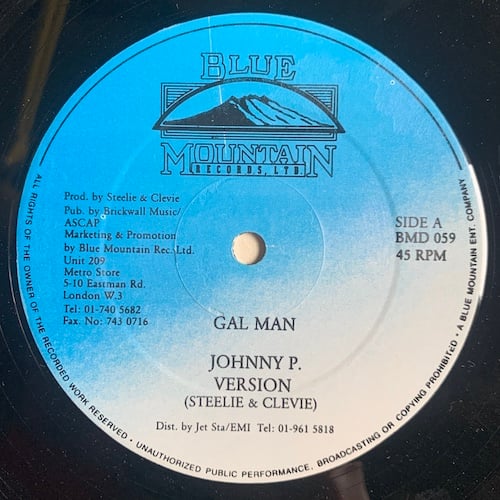 BLUE
MOUNTAIN
RECORDS, LTD.
Prod. by Steelie & Clevie
Pub. by Brickwall Music/
ASCAP
Marketing & Promotion
by Blue Mountain Rec. Ltd.
Unit 209
Metro Store
5-10 Eastman Rd.
London W.3
Tel: 01-740 5682
Fax. No: 743 0716
SIDE A
BMD 059
45 RPM
GAL MAN
JOHNNY P.
VERSION
(STEELIE & CLEVIE)
Dist. by Jet Sta/EMI Tel: 01-961 5818
ALL RIGHTS OF THE OWNER OF THE RECORDED WORK RESERVED • UNAUTHORIZED PUBLIC PERFORMANCE, BROADCASTING OR COPYING PROHIBITED • A BLUE MOUNTAIN ENT. COMPANY